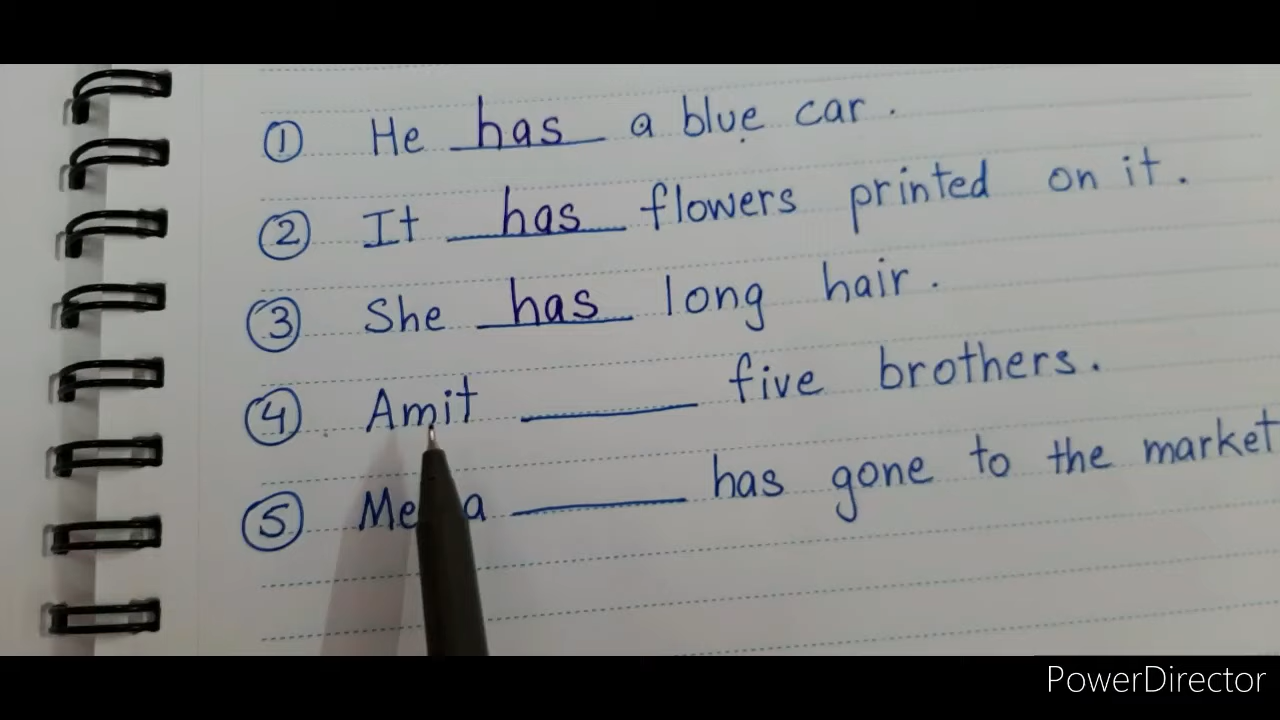 ① He has a blue car.
② It has flowers printed on it.
③ She has long hair.
④ Amit ______ five brothers.
⑤ ______ has gone to the market
PowerDirector